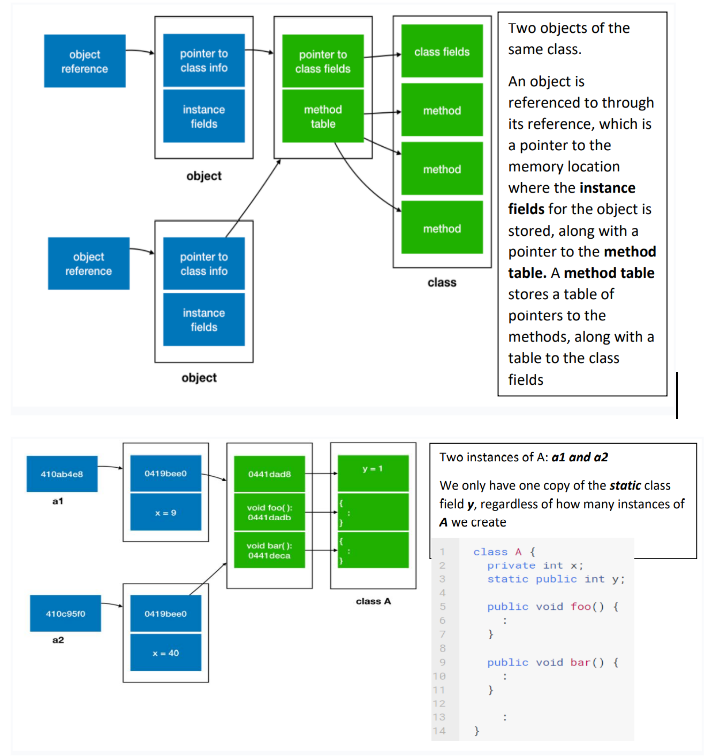 object
reference
pointer to
class info
instance
fields
object
pointer to
class fields
method
table
class fields
method
method
method
class
object
reference
pointer to
class info
instance
fields
object
Two objects of the
same class.
An object is
referenced to through
its reference, which is
a pointer to the
memory location
where the instance
fields for the object is
stored, along with a
pointer to the method
table. A method table
stores a table of
pointers to the
methods, along with a
table to the class
fields
410ab4e8
a1
0419bee0
x = 9
0441dad8
void foo( ):
0441dadb
void bar( ):
0441deca
y = 1
{
:
}
{
:
}
class A
410c95f0
a2
0419bee0
x = 40
Two instances of A: a1 and a2
We only have one copy of the static class
field y, regardless of how many instances of
A we create
1 class A {
2 private int x;
3 static public int y;
4
5 public void foo() {
6 :
7 }
8
9 public void bar() {
10 :
11 }
12
13 :
14 }